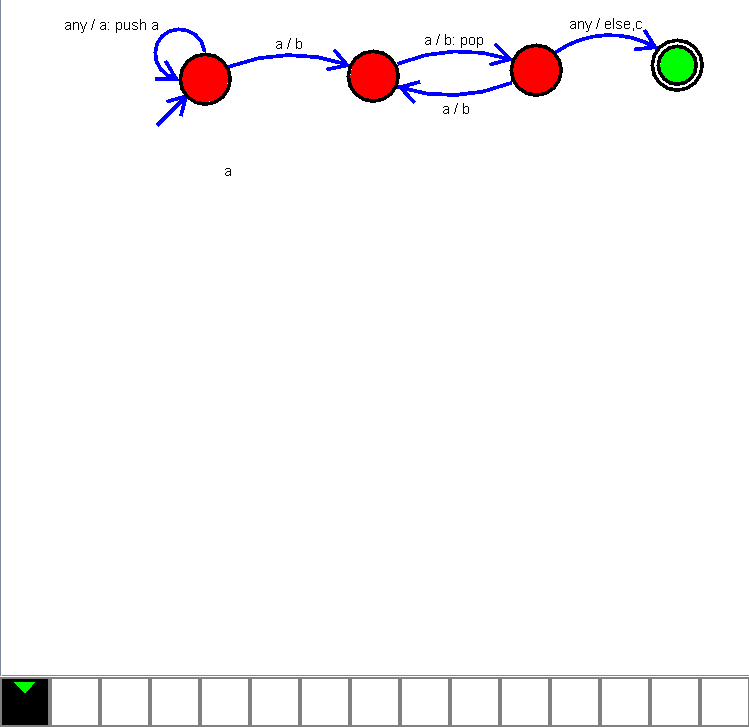 any / a: push a
a / b
a / b: pop
any / else,c
a / b
a